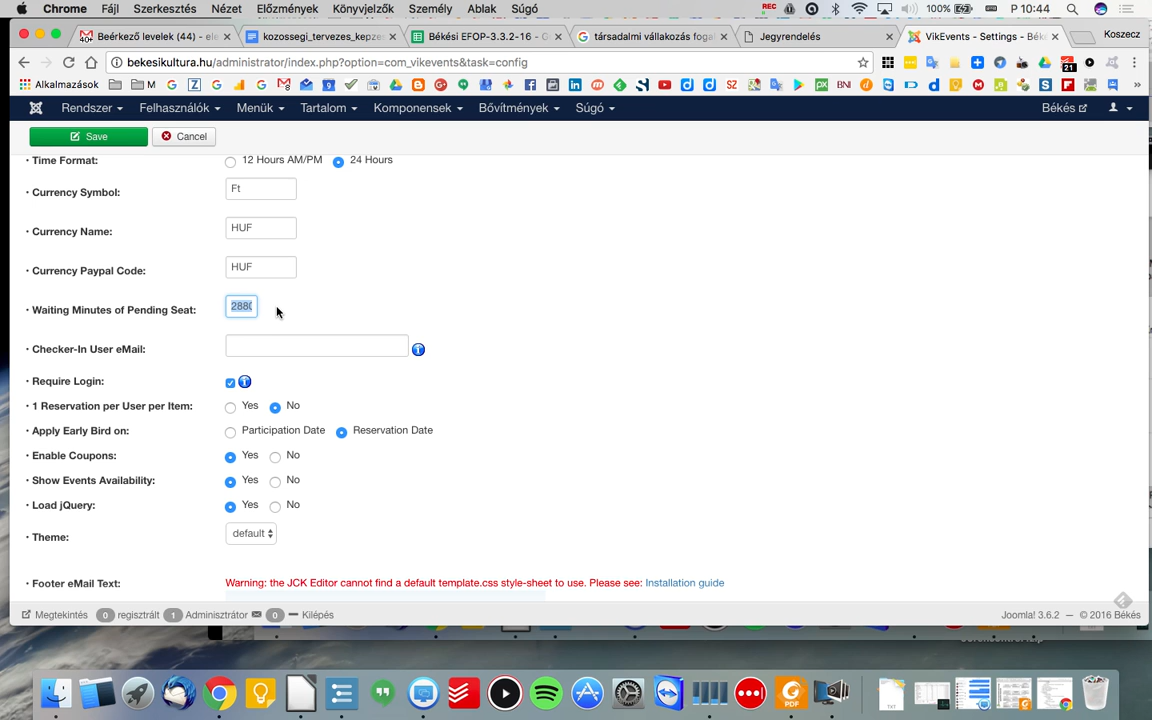 Chrome Fájl Szerkesztés Nézet Előzmények Könyvjelzők Személy Ablak Súgó REC 100% P 10:44
Beérkező levelek (44) - ele
kozossegi_tervezes_kepze
Békési EFOP-3.3.2-16 - G
társadalmi vállakozás foga
Jegyrendelés
VikEvents - Settings - Bék
Koszecz
bekesikultura.hu/administrator/index.php?option=com_vikevents&task=config
Alkalmazások M
Rendszer Felhasználók Menük Tartalom Komponensek Bővítmények Súgó Békés
Save Cancel
Time Format: 12 Hours AM/PM 24 Hours
Currency Symbol: Ft
Currency Name: HUF
Currency Paypal Code: HUF
Waiting Minutes of Pending Seat: 2880
Checker-In User eMail:
Require Login:
1 Reservation per User per Item: Yes No
Apply Early Bird on: Participation Date Reservation Date
Enable Coupons: Yes No
Show Events Availability: Yes No
Load jQuery: Yes No
Theme: default
Footer eMail Text: Warning: the JCK Editor cannot find a default template.css style-sheet to use. Please see: Installation guide
Megtekintés 0 regisztrált 1 Adminisztrátor 0 Kilépés Joomla! 3.6.2 — © 2016 Békés